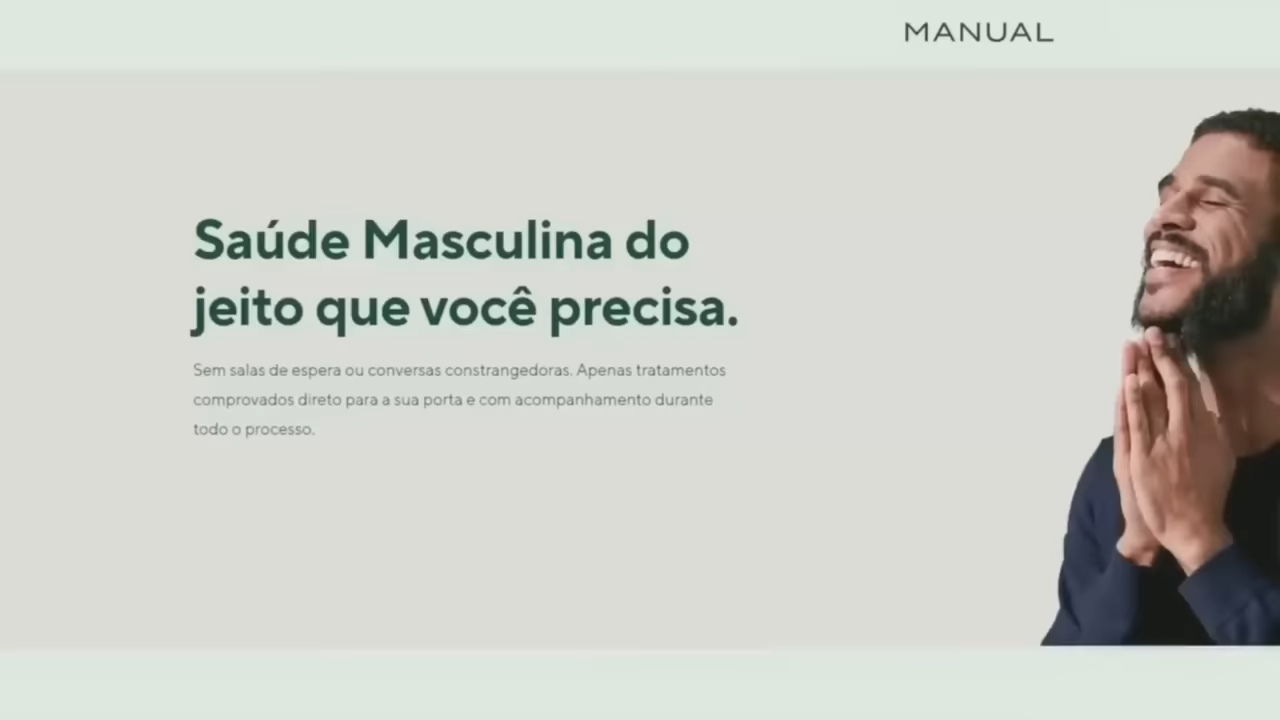 MANUAL
Saúde Masculina do
jeito que você precisa.
Sem salas de espera ou conversas constrangedoras. Apenas tratamentos
comprovados direto para a sua porta e com acompanhamento durante
todo o processo.